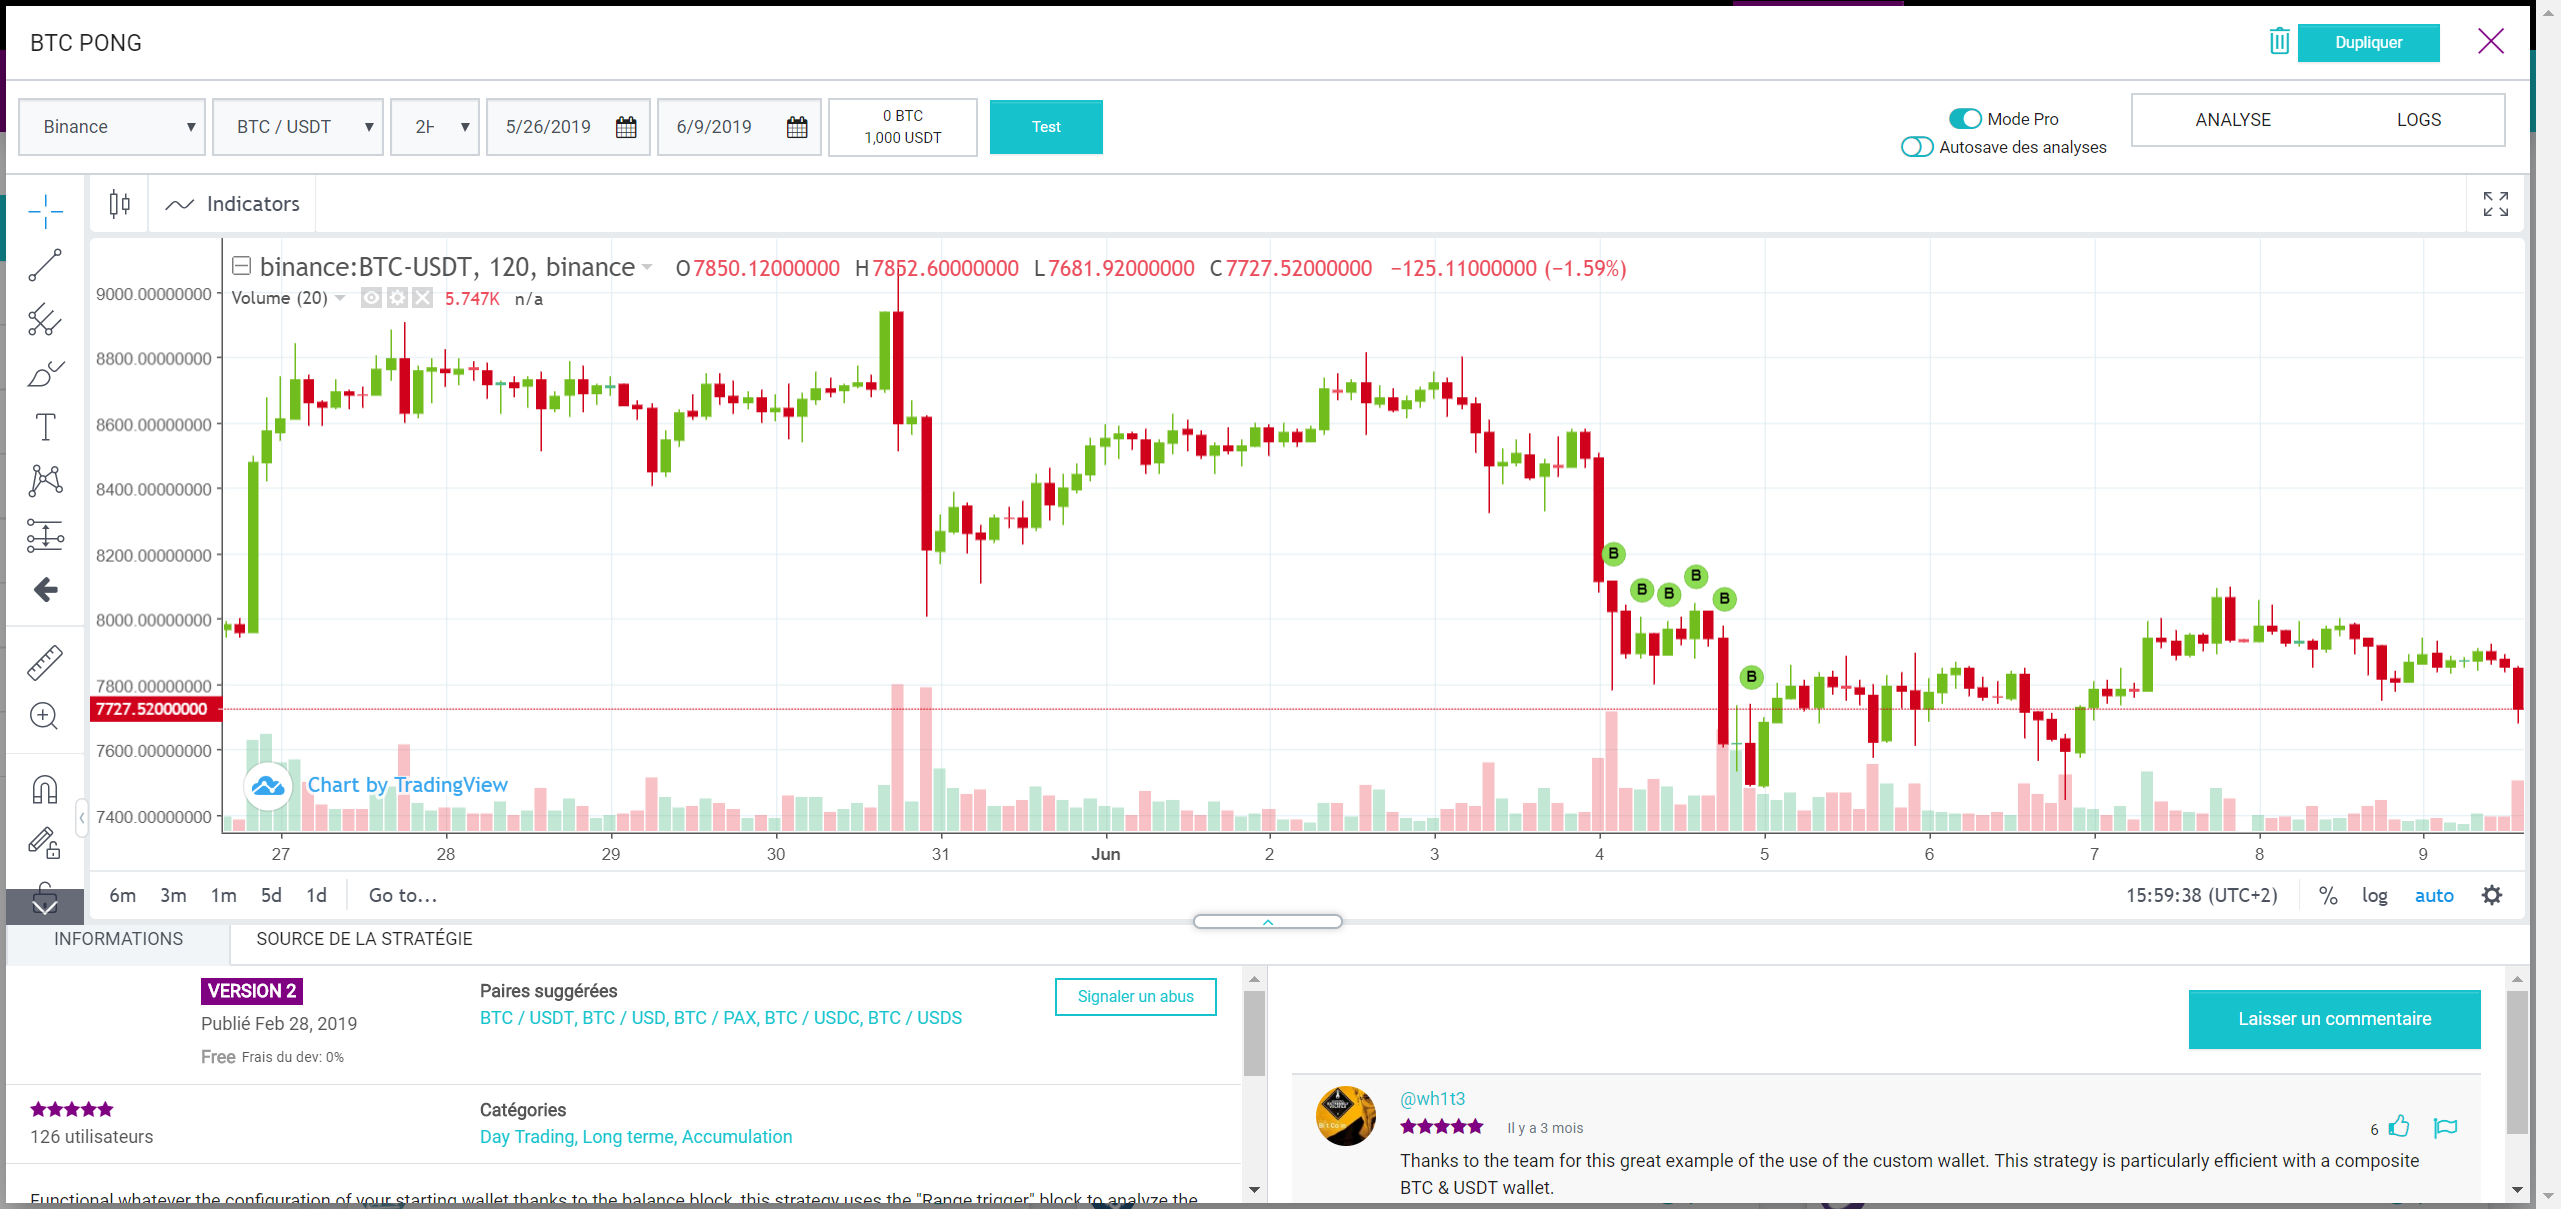 BTC PONG
Dupliquer
Binance
BTC / USDT
5/26/2019
6/9/2019
0 BTC
1,000 USDT
Test
Mode Pro
Autosave des analyses
ANALYSE
LOGS
Indicators
binance:BTC-USDT, 120, binance O7850.12000000 H7852.60000000 L7681.92000000 C7727.52000000 −125.11000000 (−1.59%)
Volume (20) 5.747K n/a
9000.00000000
8800.00000000
8600.00000000
8400.00000000
8200.00000000
8000.00000000
7800.00000000
7727.52000000
7600.00000000
7400.00000000
B
B
B
B
B
B
Chart by TradingView
27 28 29 30 31 Jun 2 3 4 5 6 7 8 9
6m 3m 1m 5d 1d Go to...
15:59:38 (UTC+2) % log auto
INFORMATIONS
SOURCE DE LA STRATÉGIE
VERSION 2
Publié Feb 28, 2019
Free Frais du dev: 0%
Paires suggérées
BTC / USDT, BTC / USD, BTC / PAX, BTC / USDC, BTC / USDS
Signaler un abus
126 utilisateurs
Catégories
Day Trading, Long terme, Accumulation
Functional whatever the configuration of your starting wallet thanks to the balance block, this strategy uses the "Range trigger" block to analyze the
Laisser un commentaire
@wh1t3
Il y a 3 mois
6
Thanks to the team for this great example of the use of the custom wallet. This strategy is particularly efficient with a composite
BTC & USDT wallet.